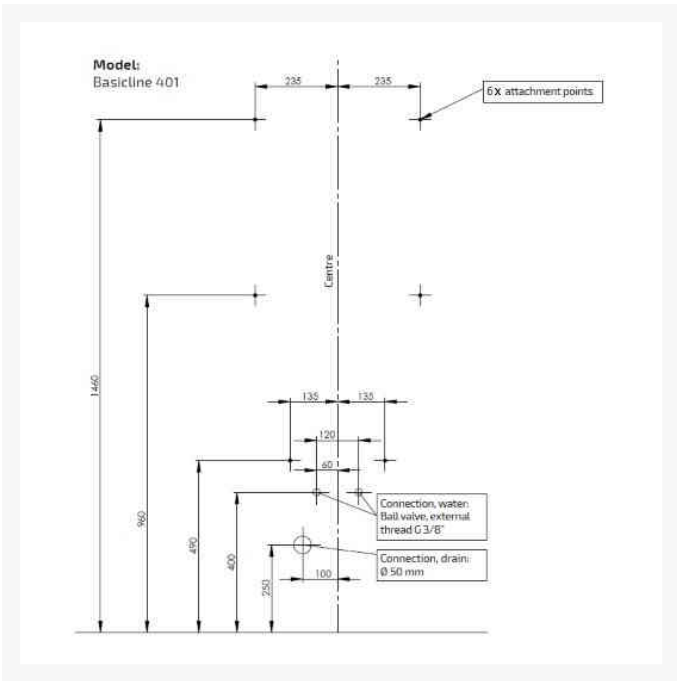 Model:
Basicline 401
235
235
6x attachment points
Centre
1460
135
135
120
60
Connection, water:
Ball valve, external
thread G 3/8"
960
490
400
Connection, drain:
Ø 50 mm
250
100